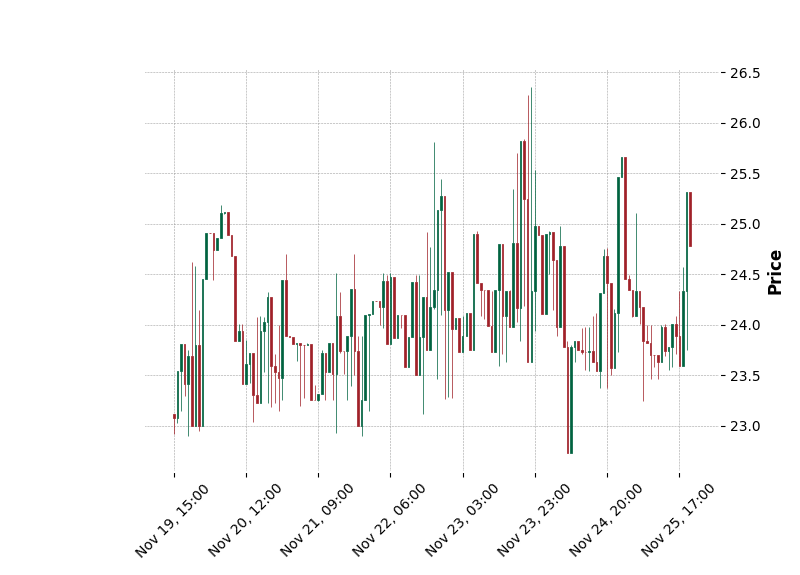 26.5
26.0
25.5
25.0
24.5
24.0
23.5
23.0
Price
Nov 19, 15:00
Nov 20, 12:00
Nov 21, 09:00
Nov 22, 06:00
Nov 23, 03:00
Nov 23, 23:00
Nov 24, 20:00
Nov 25, 17:00